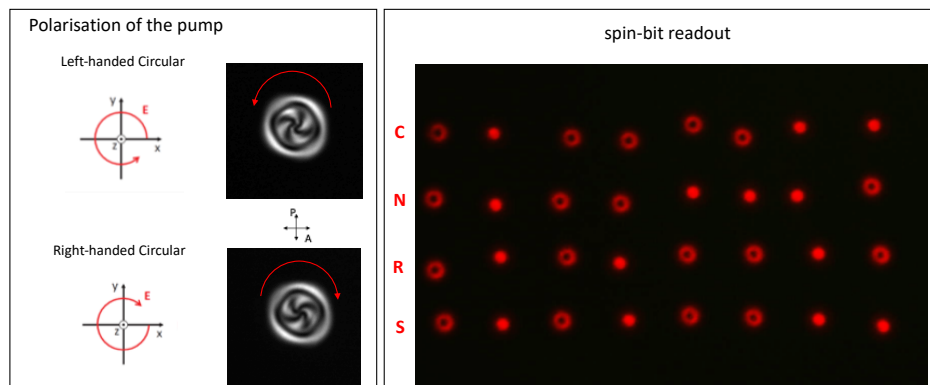 Polarisation of the pump
Left-handed Circular
y
E
z
x
P
A
Right-handed Circular
y
E
z
x
spin-bit readout
C
N
R
S